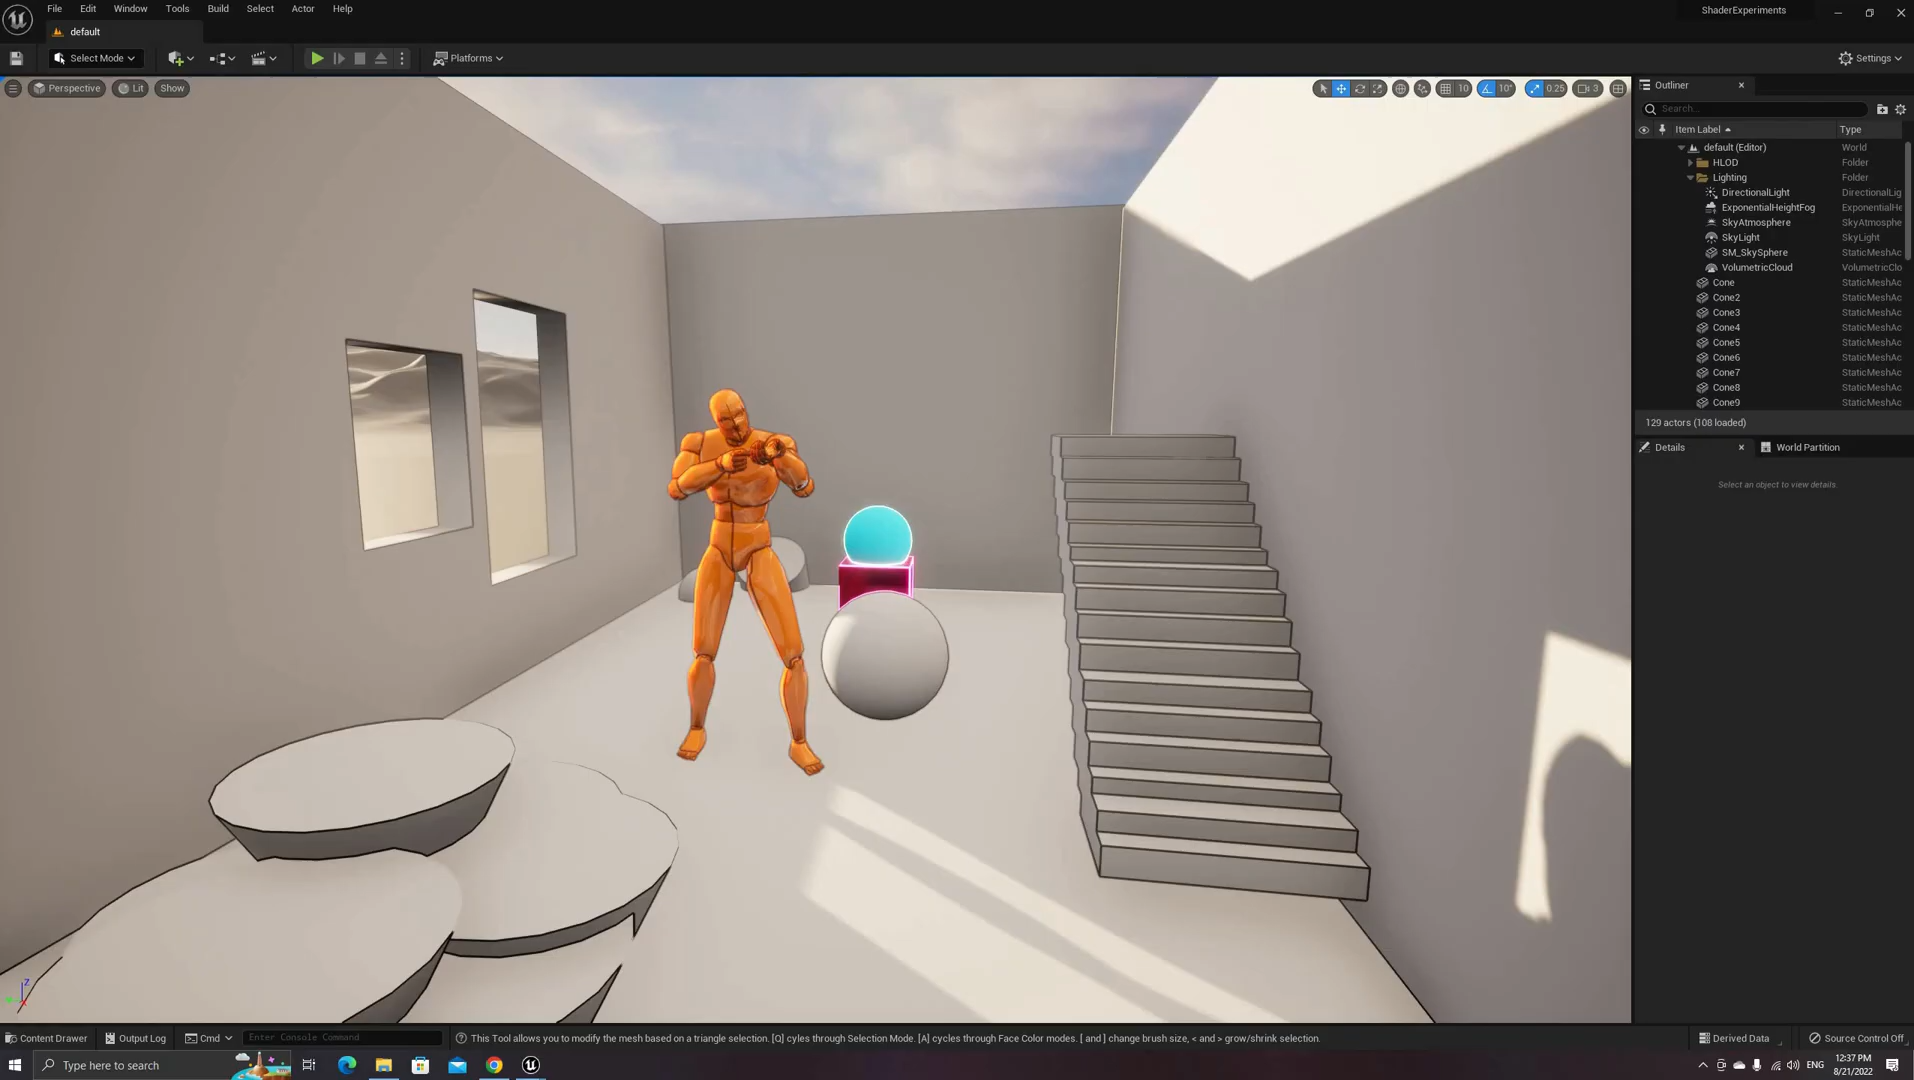 File Edit Window Tools Build Select Actor Help
ShaderExperiments
default
Select Mode
Platforms
Settings
Perspective
Lit
Show
10
10°
0.25
3
Outliner
Search...
Item Label
Type
default (Editor) World
HLOD Folder
Lighting Folder
DirectionalLight DirectionalLig
ExponentialHeightFog ExponentialHe
SkyAtmosphere SkyAtmosphe
SkyLight SkyLight
SM_SkySphere StaticMeshAc
VolumetricCloud VolumetricClo
Cone StaticMeshAc
Cone2 StaticMeshAc
Cone3 StaticMeshAc
Cone4 StaticMeshAc
Cone5 StaticMeshAc
Cone6 StaticMeshAc
Cone7 StaticMeshAc
Cone8 StaticMeshAc
Cone9 StaticMeshAc
129 actors (108 loaded)
Details
World Partition
Select an object to view details.
Z
Content Drawer
Output Log
Cmd
Enter Console Command
This Tool allows you to modify the mesh based on a triangle selection. [Q] cyles through Selection Mode. [A] cycles through Face Color modes. [ and ] change brush size, < and > grow/shrink selection.
Derived Data
Source Control Off
Type here to search
ENG
12:37 PM
8/21/2022